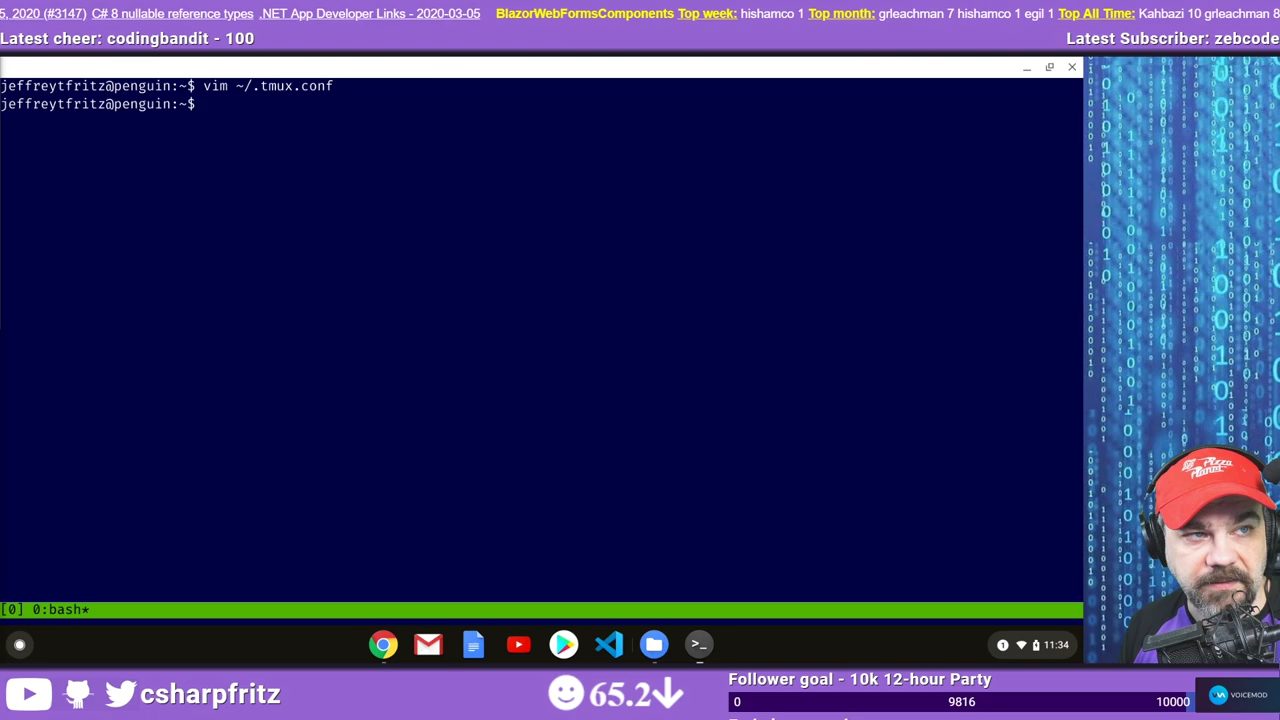 5, 2020 (#3147) C# 8 nullable reference types .NET App Developer Links - 2020-03-05 BlazorWebFormsComponents Top week: hishamco 1 Top month: grleachman 7 hishamco 1 egil 1 Top All Time: Kahbazi 10 grleachman 8
Latest cheer: codingbandit - 100
Latest Subscriber: zebcode
jeffreytfritz@penguin:~$ vim ~/.tmux.conf
jeffreytfritz@penguin:~$
Pizza
Planet
[0] 0:bash*
>_
1
11:34
csharpfritz
65.2
Follower goal - 10k 12-hour Party
0 9816 10000
VOICEMOD